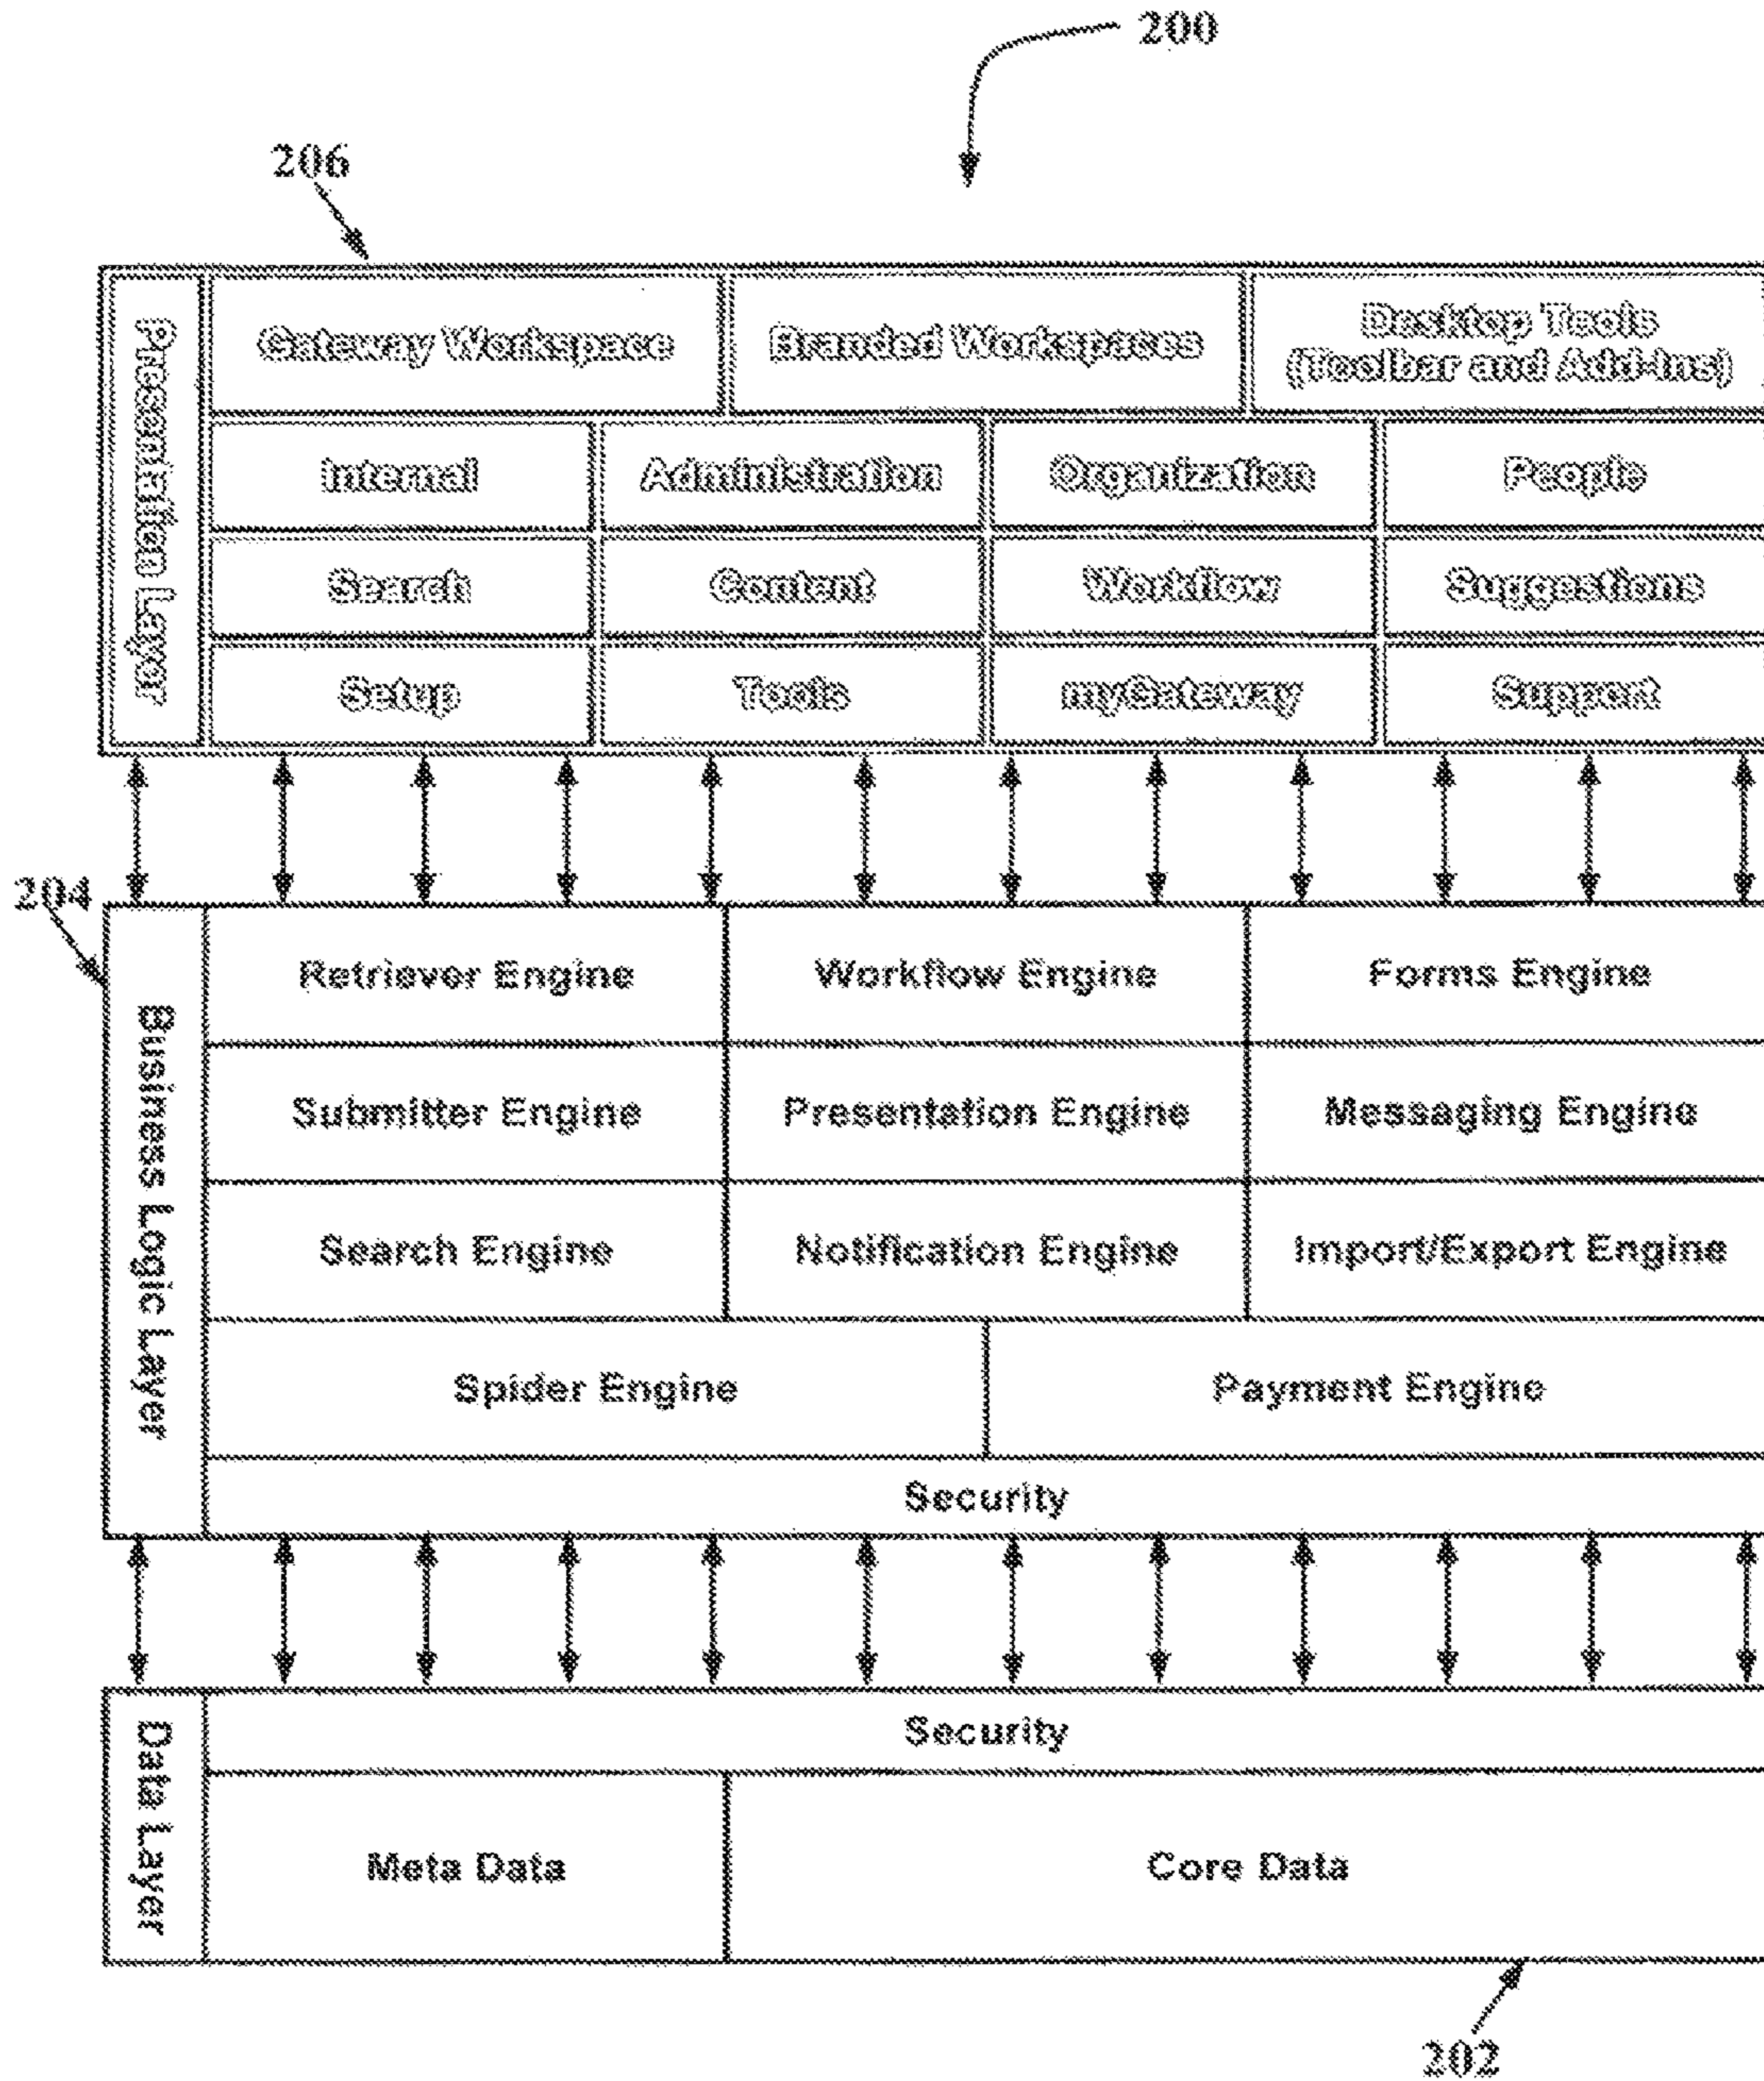 200
206
Presentation Layer
Gateway Workspace
Branded Workspaces
Desktop Tools
(Toolbar and Add-Ins)
Internal
Administration
Organization
People
Search
Content
Workflow
Suggestions
Setup
Tools
myGateway
Support
204
Business Logic Layer
Retriever Engine
Workflow Engine
Forms Engine
Submitter Engine
Presentation Engine
Messaging Engine
Search Engine
Notification Engine
Import/Export Engine
Spider Engine
Payment Engine
Security
Data Layer
Security
Meta Data
Core Data
202